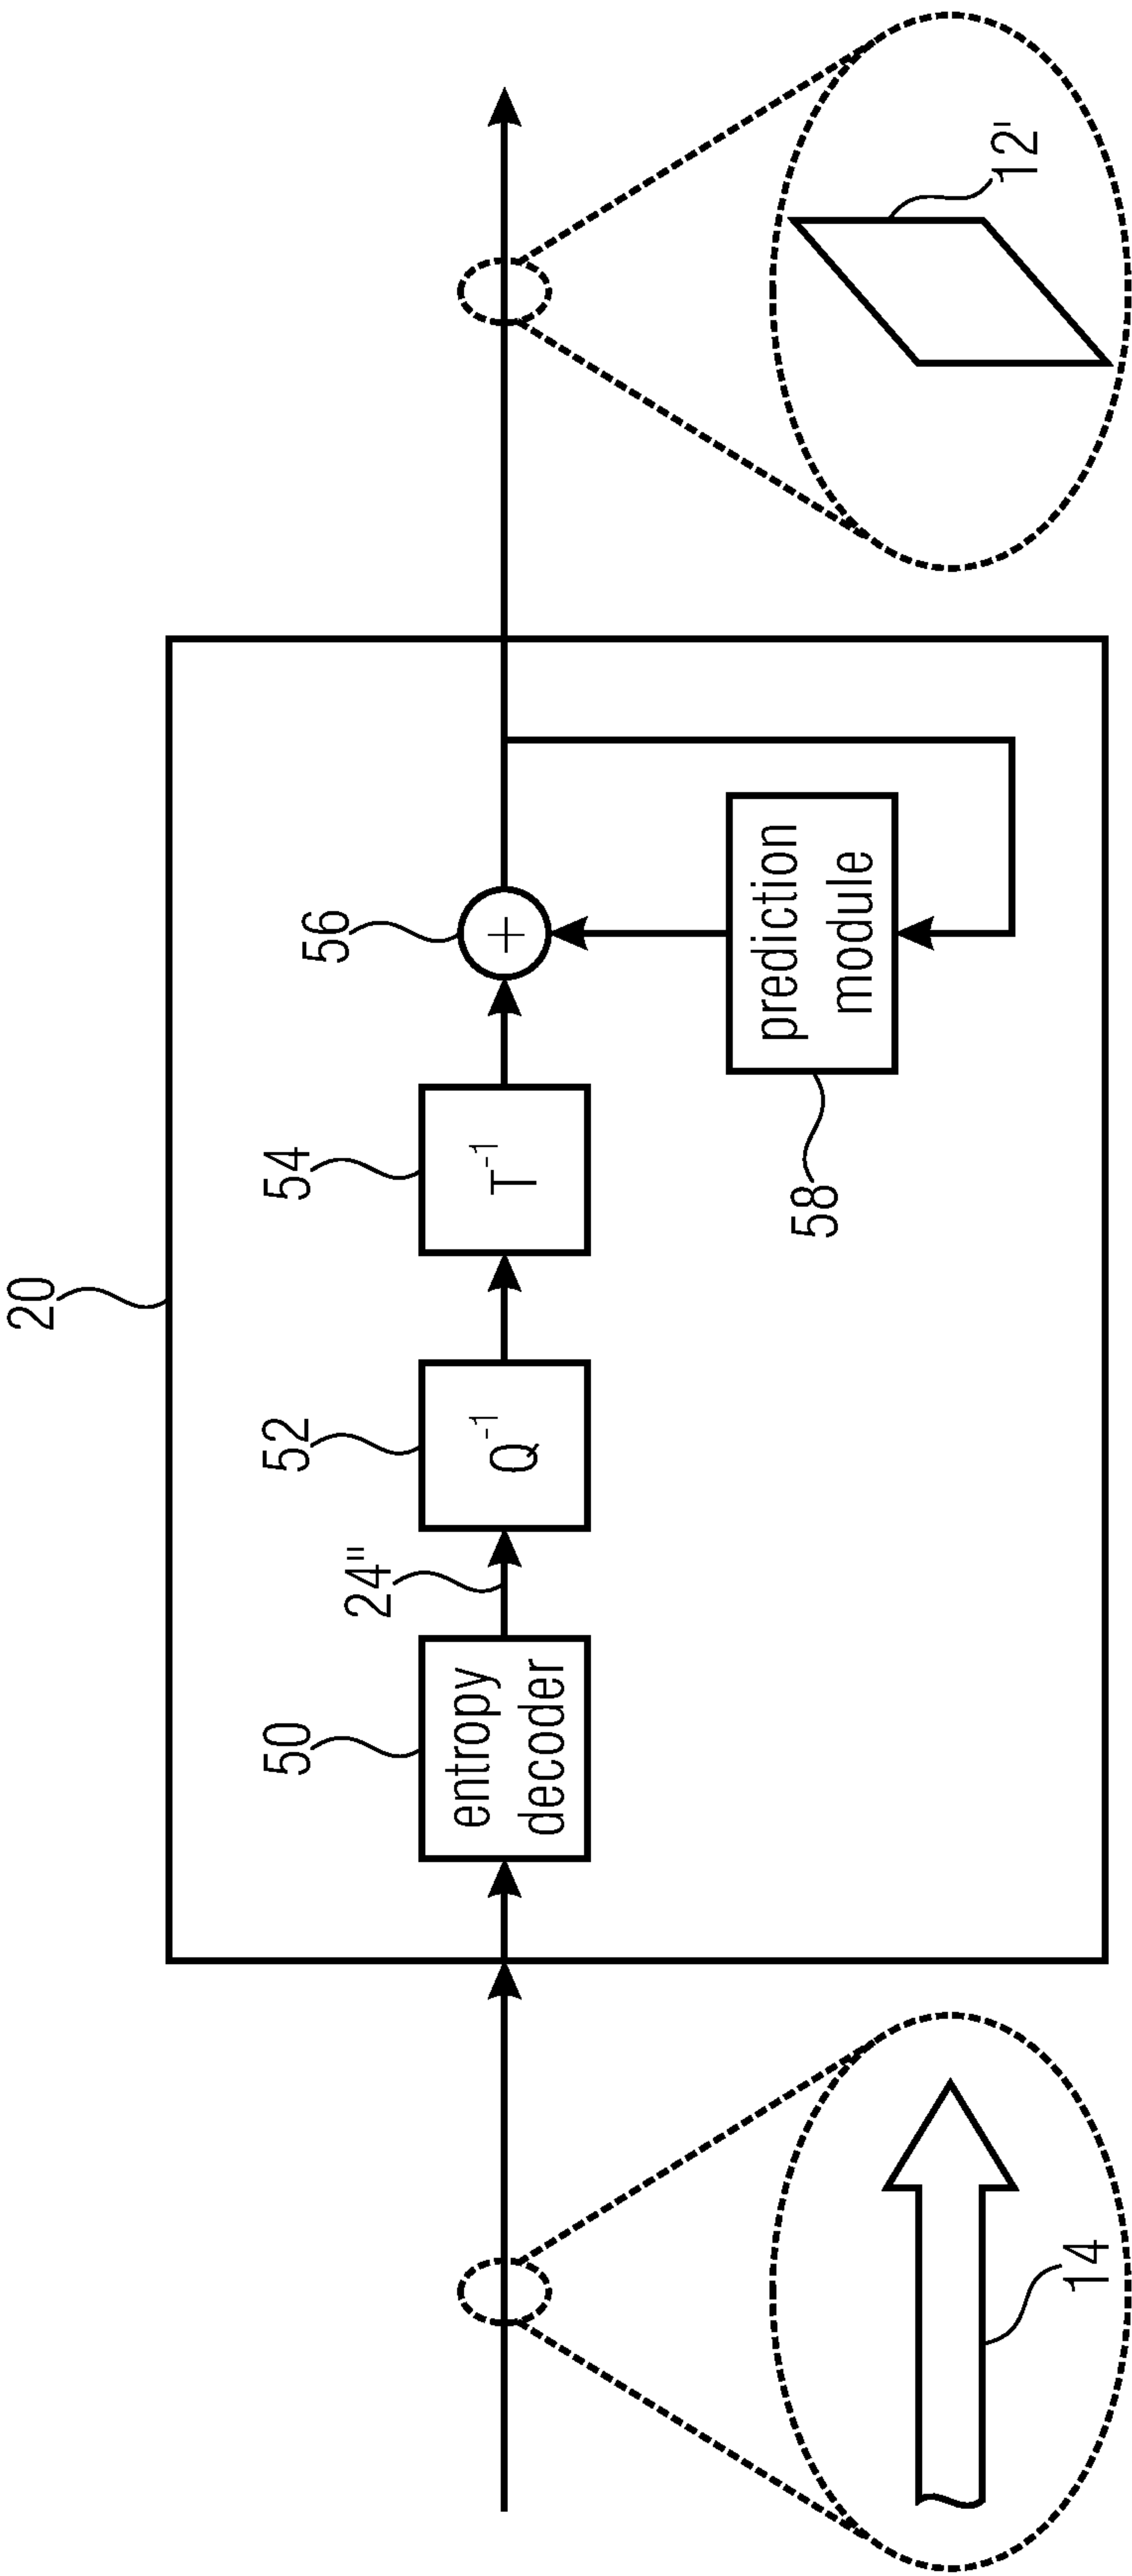 20
50
24"
52
54
56
entropy
decoder
Q⁻¹
T⁻¹
+
58
prediction
module
14
12'